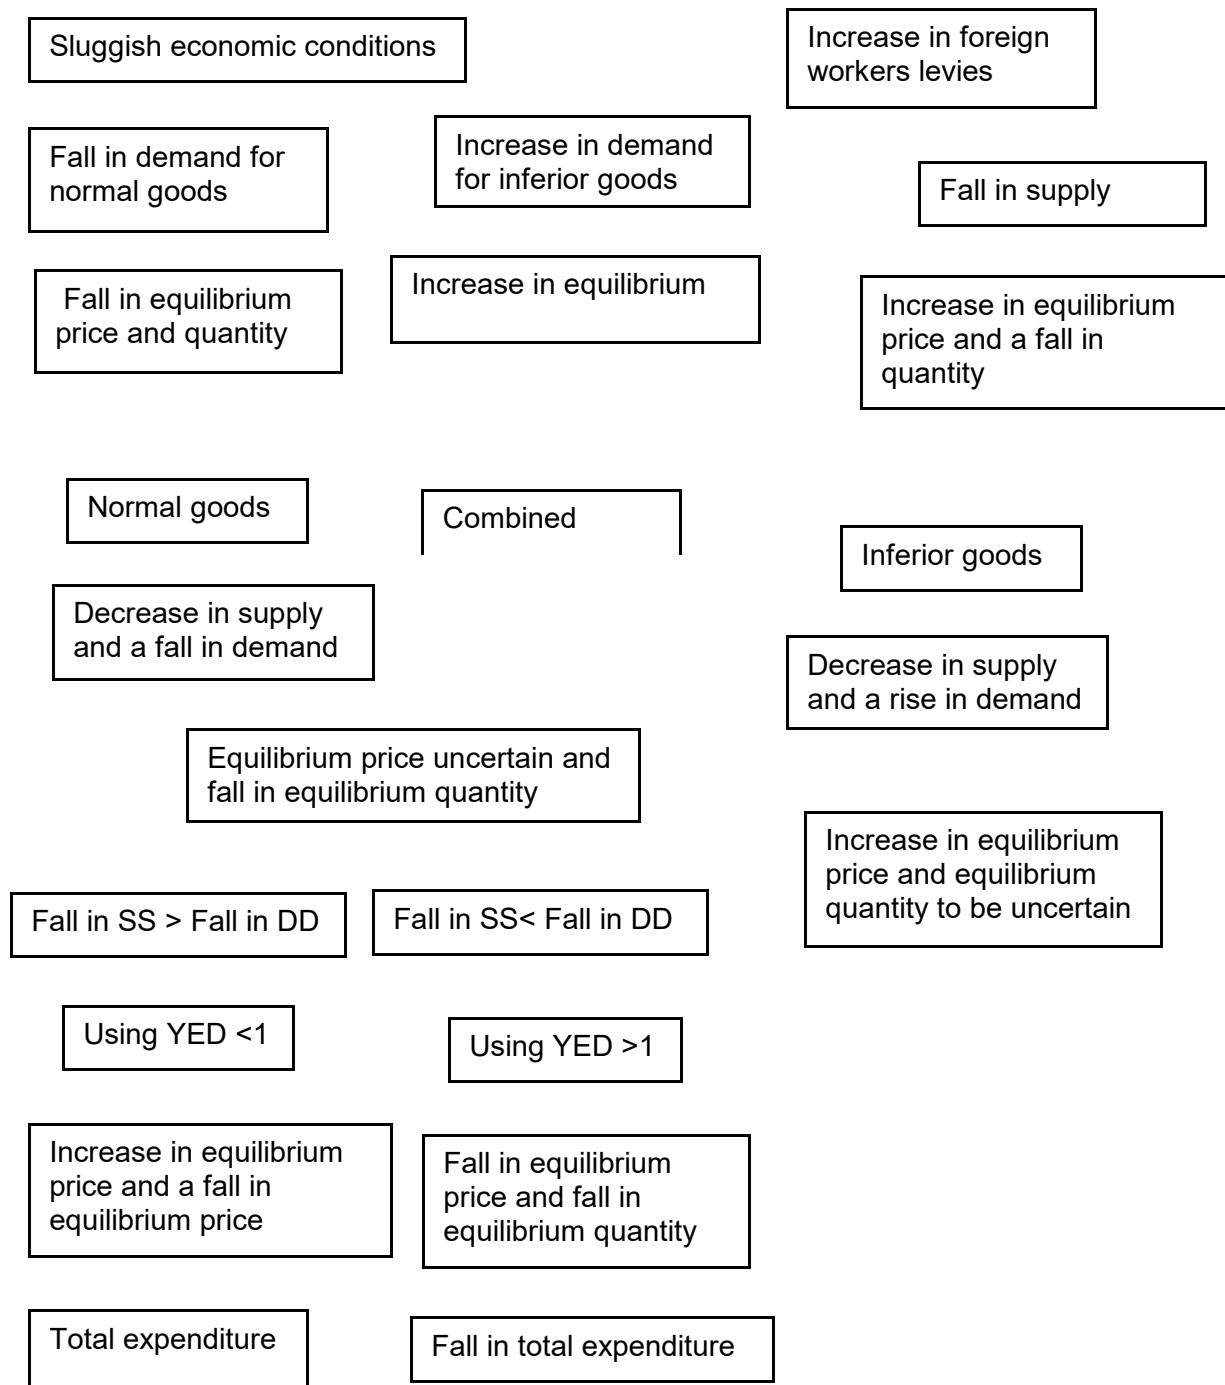 Sluggish economic conditions
Increase in foreign
workers levies
Fall in demand for
normal goods
Increase in demand
for inferior goods
Fall in supply
Fall in equilibrium
price and quantity
Increase in equilibrium
Increase in equilibrium
price and a fall in
quantity
Normal goods
Combined
Inferior goods
Decrease in supply
and a fall in demand
Decrease in supply
and a rise in demand
Equilibrium price uncertain and
fall in equilibrium quantity
Increase in equilibrium
price and equilibrium
quantity to be uncertain
Fall in SS > Fall in DD
Fall in SS< Fall in DD
Using YED <1
Using YED >1
Increase in equilibrium
price and a fall in
equilibrium price
Fall in equilibrium
price and fall in
equilibrium quantity
Total expenditure
Fall in total expenditure